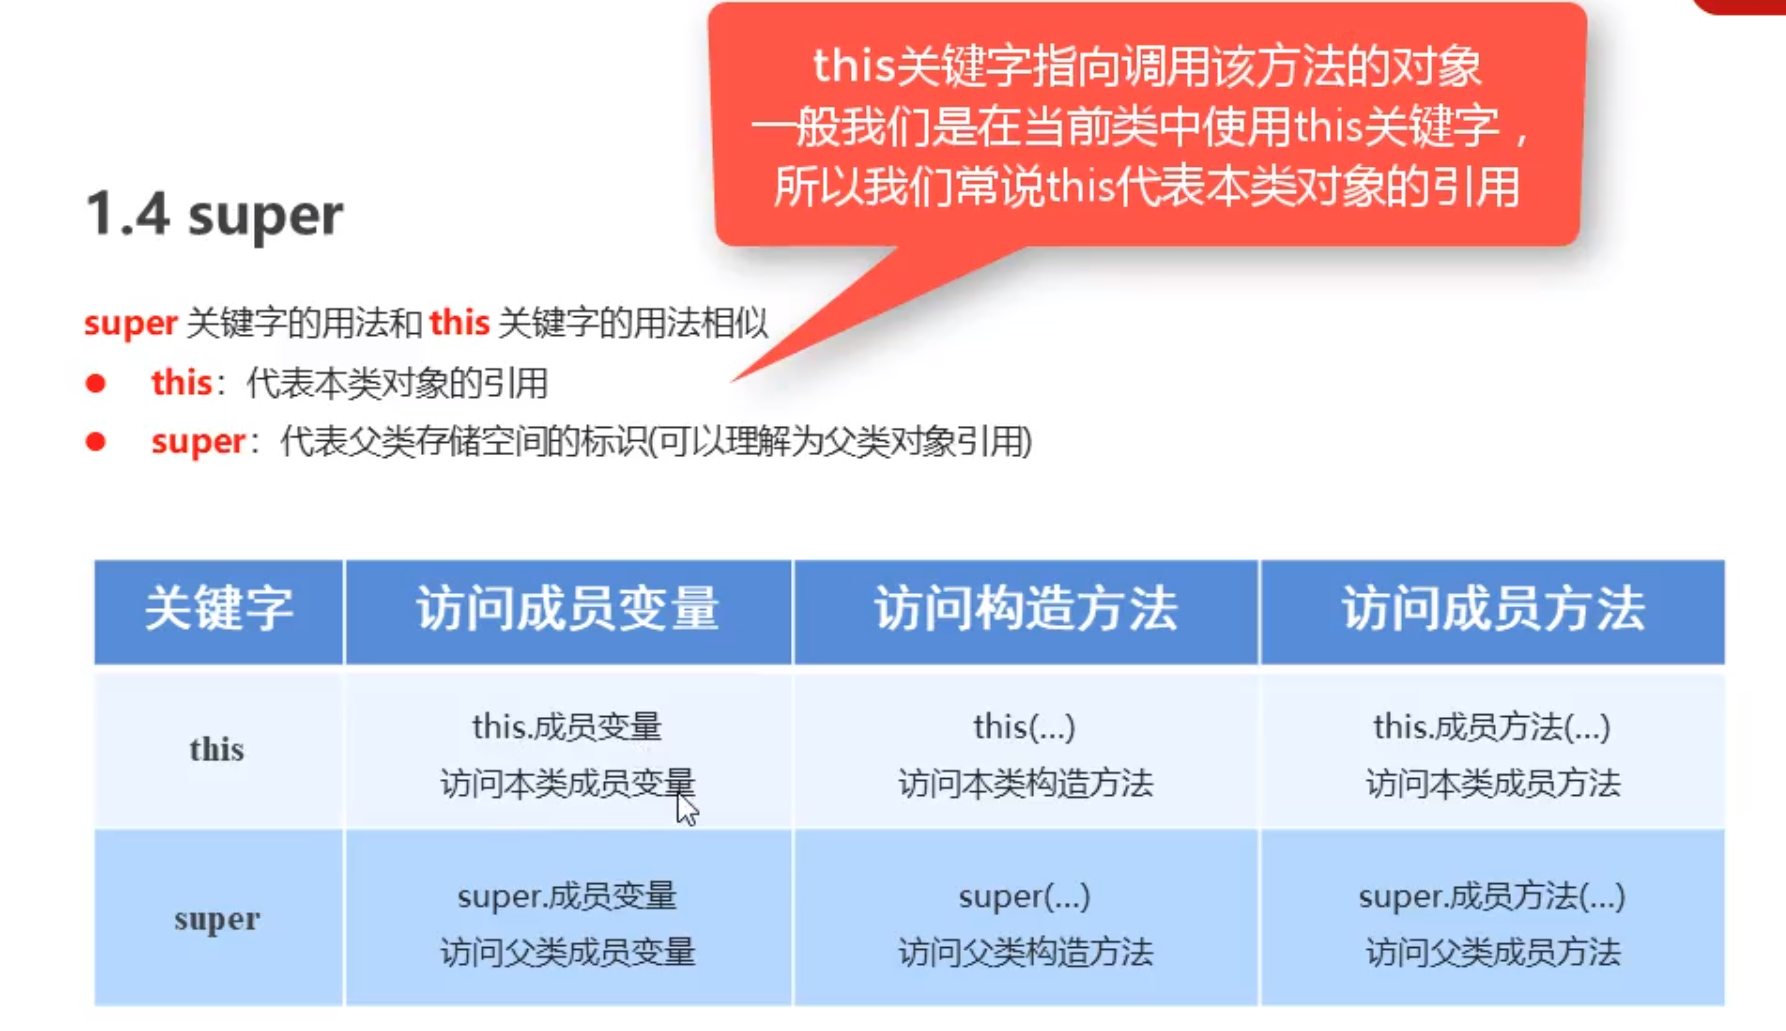 this关键字指向调用该方法的对象
一般我们是在当前类中使用this关键字，
所以我们常说this代表本类对象的引用
1.4 super
super 关键字的用法和 this 关键字的用法相似
● this：代表本类对象的引用
● super：代表父类存储空间的标识(可以理解为父类对象引用)
关键字 访问成员变量 访问构造方法 访问成员方法
this
this.成员变量
访问本类成员变量
this(...)
访问本类构造方法
this.成员方法(...)
访问本类成员方法
super
super.成员变量
访问父类成员变量
super(...)
访问父类构造方法
super.成员方法(...)
访问父类成员方法